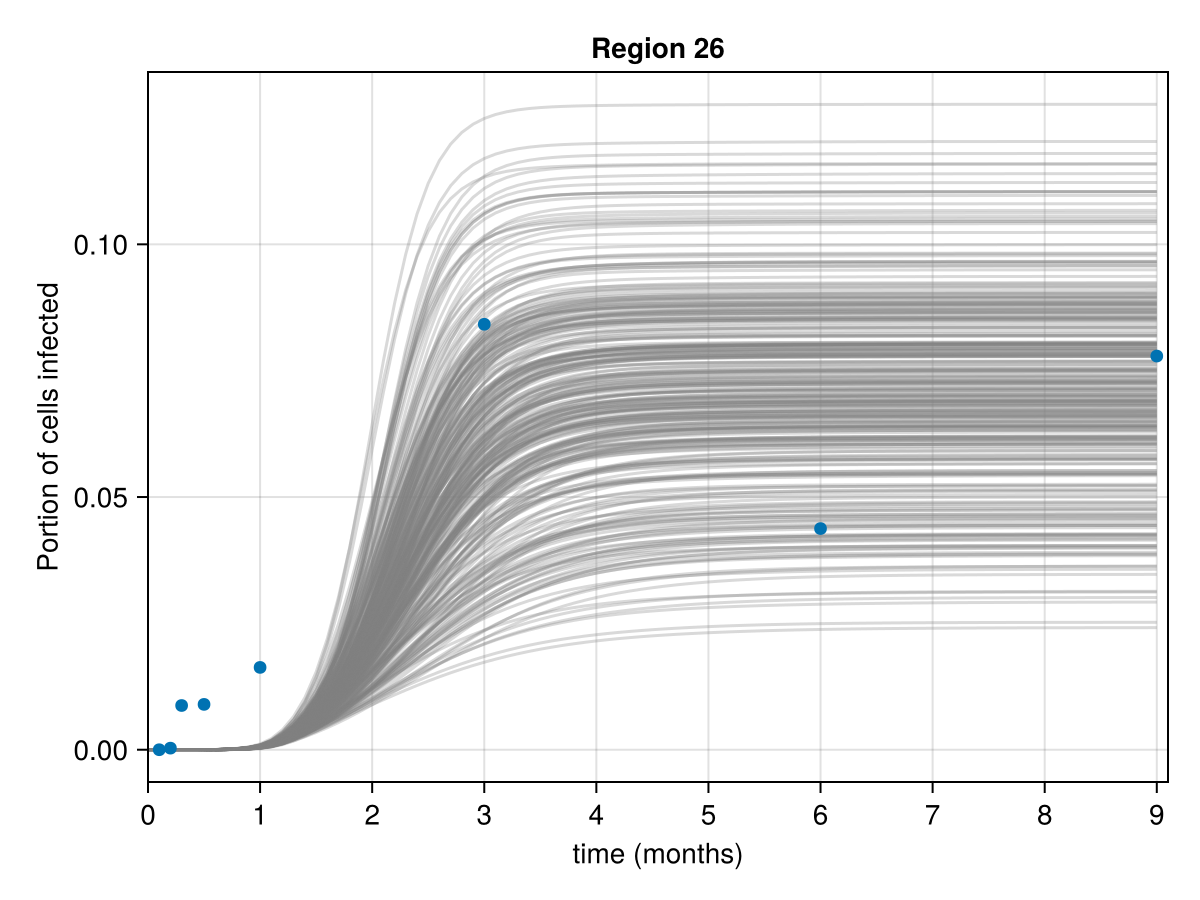 Region 26
Portion of cells infected
0.10
0.05
0.00
0 1 2 3 4 5 6 7 8 9
time (months)